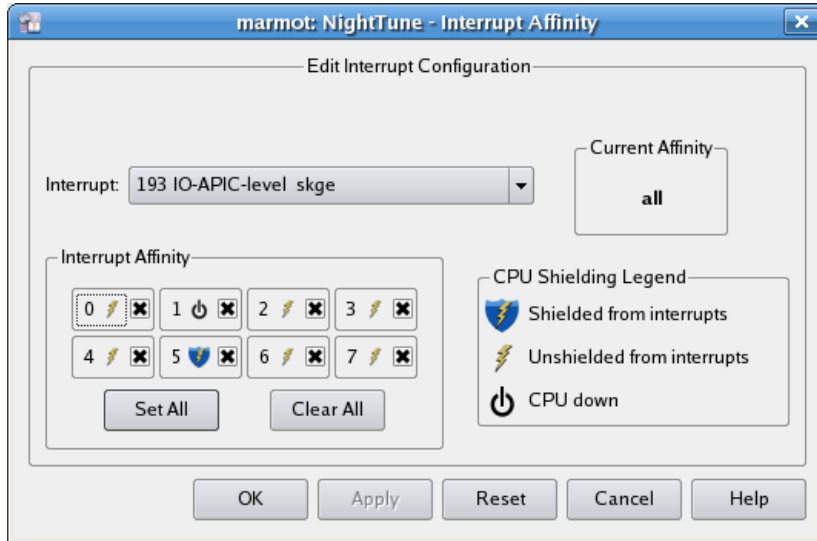 marmot: NightTune - Interrupt Affinity
Edit Interrupt Configuration
Interrupt: 193 IO-APIC-level skge
Current Affinity
all
Interrupt Affinity
0 1 2 3
4 5 6 7
Set All Clear All
CPU Shielding Legend
Shielded from interrupts
Unshielded from interrupts
CPU down
OK Apply Reset Cancel Help